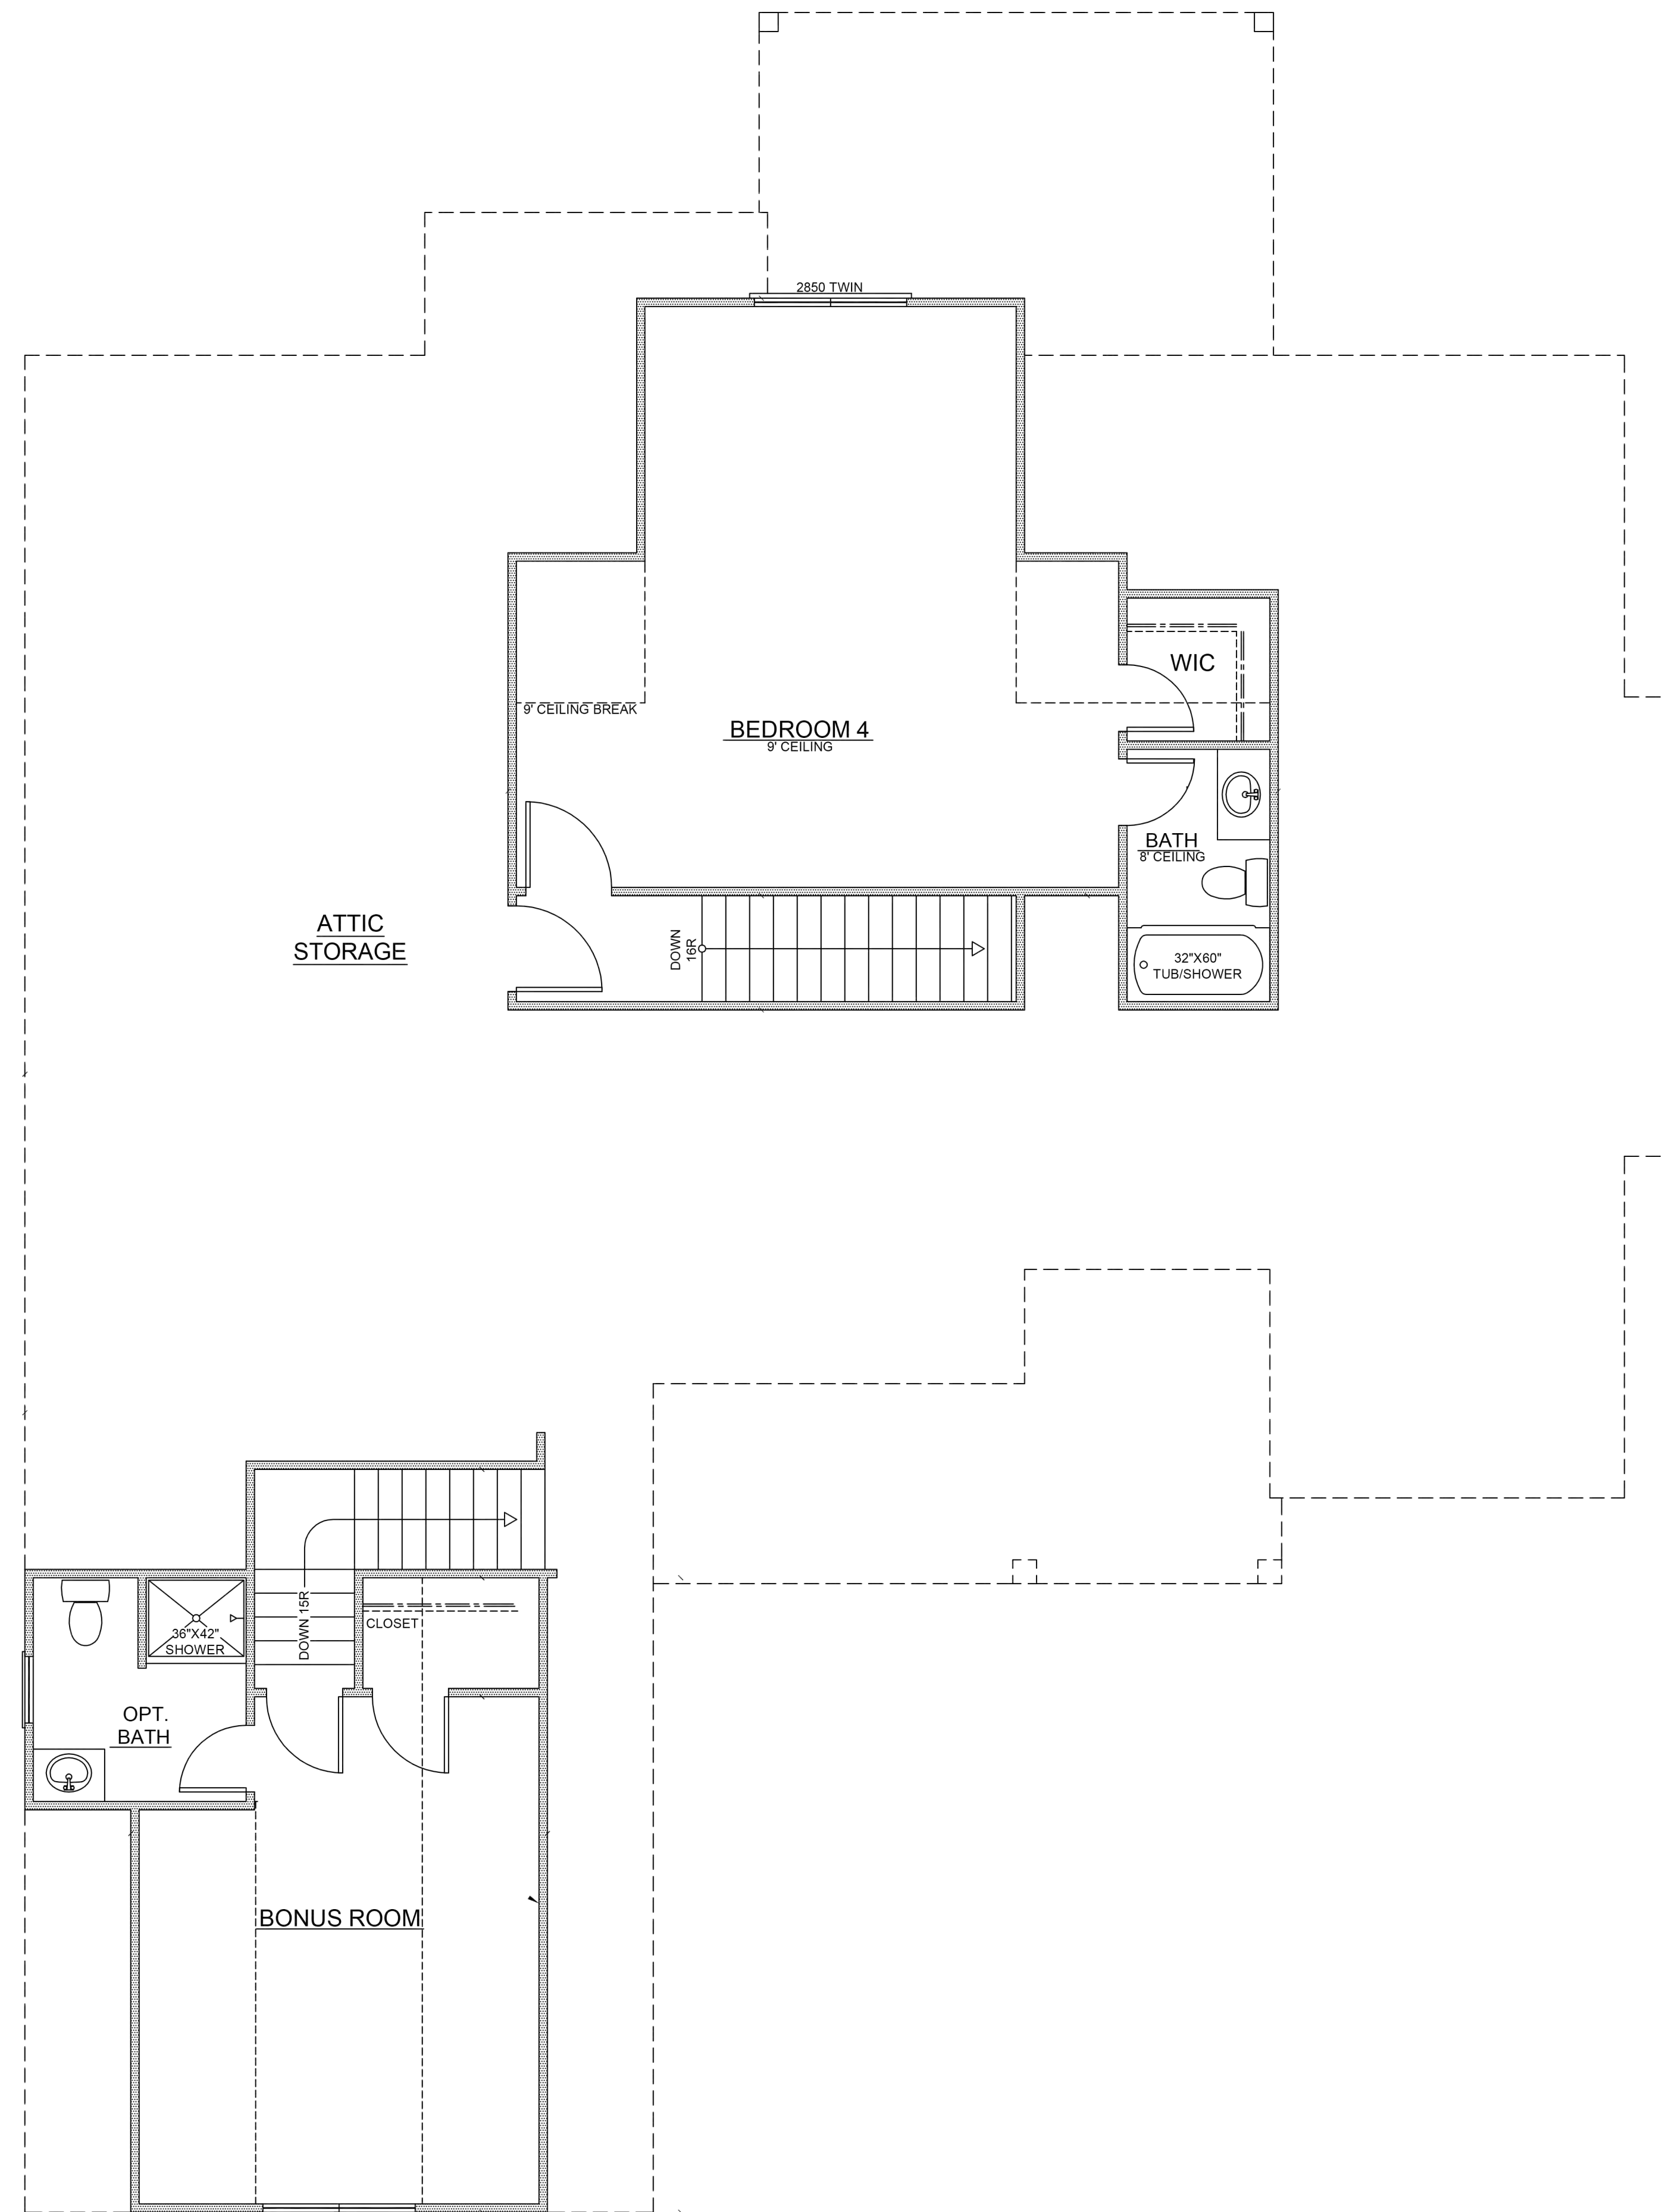 2850 TWIN
WIC
9' CEILING BREAK
BEDROOM 4
9' CEILING
BATH
8' CEILING
ATTIC
STORAGE
DOWN
16R
32"X60"
TUB/SHOWER
DOWN 15R
CLOSET
36"X42"
SHOWER
OPT.
BATH
BONUS ROOM